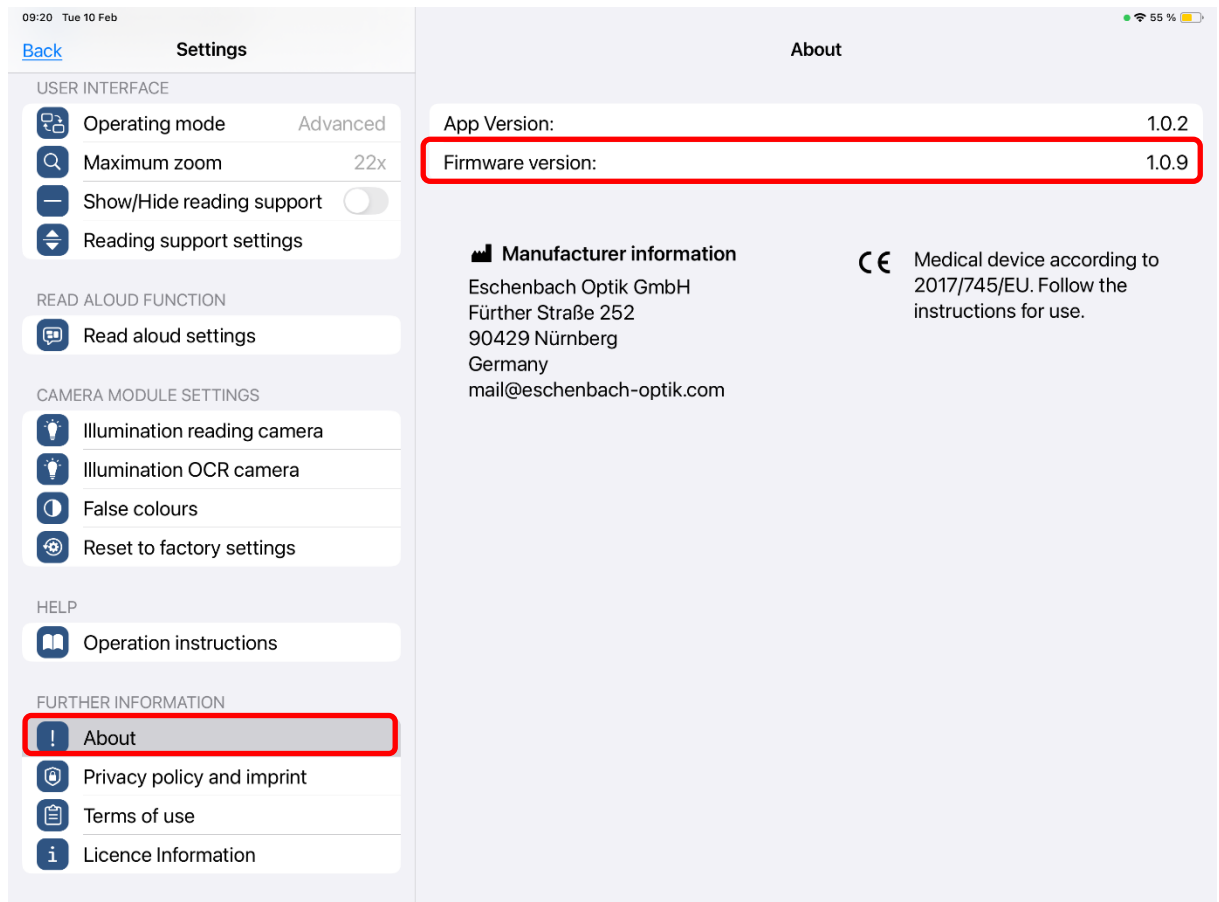 09:20 Tue 10 Feb
55 %
Back
Settings
USER INTERFACE
Operating mode Advanced
Maximum zoom 22x
Show/Hide reading support
Reading support settings
READ ALOUD FUNCTION
Read aloud settings
CAMERA MODULE SETTINGS
Illumination reading camera
Illumination OCR camera
False colours
Reset to factory settings
HELP
Operation instructions
FURTHER INFORMATION
! About
Privacy policy and imprint
Terms of use
i Licence Information
About
App Version: 1.0.2
Firmware version: 1.0.9
Manufacturer information
Eschenbach Optik GmbH
Fürther Straße 252
90429 Nürnberg
Germany
mail@eschenbach-optik.com
CE
Medical device according to
2017/745/EU. Follow the
instructions for use.